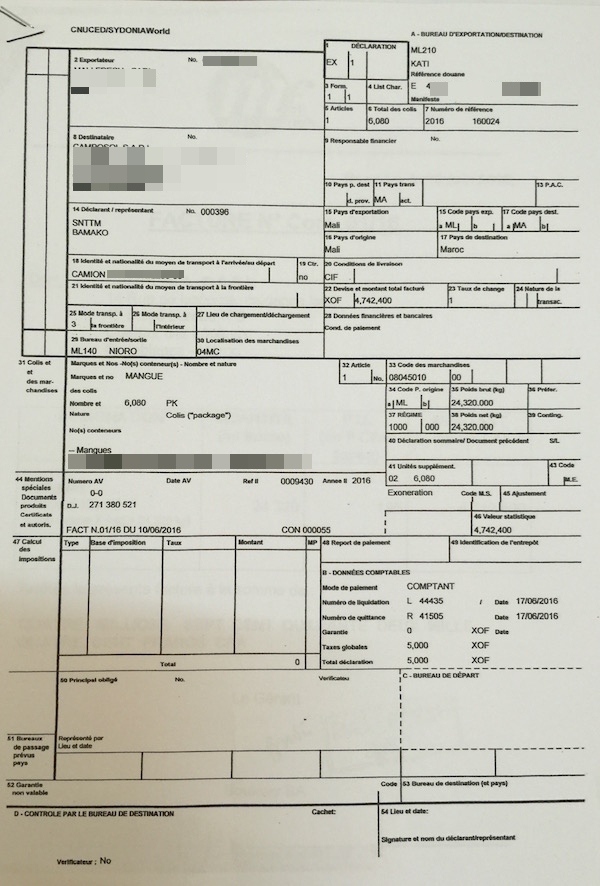 CNUCED/SYDONIAWorld
A - BUREAU D'EXPORTATION/DESTINATION
1 DÉCLARATION
EX 1
ML210
KATI
Référence douane
E 4
Manifeste
2 Exportateur No.
3 Form. 4 List Char.
1 1
5 Articles 6 Total des colis 7 Numéro de référence
1 6,080 2016 160024
8 Destinataire No.
9 Responsable financier No.
10 Pays p. dest 11 Pays trans 13 P.A.C.
d. prov. MA act.
14 Déclarant / représentant No. 000396
SNTTM
BAMAKO
15 Pays d'exportation 15 Code pays exp. 17 Code pays dest.
Mali a ML b a MA b
16 Pays d'origine 17 Pays de destination
Mali Maroc
18 Identité et nationalité du moyen de transport à l'arrivée/au départ 19 Ctr. 20 Conditions de livraison
CAMION no CIF
21 Identité et nationalité du moyen de transport à la frontière
22 Devise et montant total facturé 23 Taux de change 24 Nature de la
XOF 4,742,400 1 transac.
25 Mode transp. à 26 Mode transp. à 27 Lieu de chargement/déchargement 28 Données financières et bancaires
3 la frontière l'intérieur Cond. de paiement
29 Bureau d'entrée/sortie 30 Localisation des marchandises
ML140 NIORO 04MC
31 Colis et
et
des mar-
chandises
Marques et Nos -No(s) conteneur(s) - Nombre et nature
Marques et no MANGUE
des colis
Nombre et 6,080 PK
Nature Colis ("package")
No(s) conteneurs
– Mangues
32 Article 33 Code des marchandises
1 No. 08045010 00
34 Code P. origine 35 Poids brut (kg) 36 Préfer.
a ML b 24,320.000
37 RÉGIME 38 Poids net (kg) 39 Conting.
1000 000 24,320.000
40 Déclaration sommaire/ Document précédent S/L
41 Unités supplément. 43 Code
02 6,080 M.E.
44 Mentions
spéciales
Documents
produits
Certificats
et autoris.
Numero AV Date AV Ref II 0009430 Annee II 2016
0-0
D.J. 271 380 521
FACT N.01/16 DU 10/06/2016 CON 000055
Exoneration Code M.S. 45 Ajustement
46 Valeur statistique
4,742,400
47 Calcul
des
impositions
Type Base d'imposition Taux Montant MP
Total 0
48 Report de paiement 49 Identification de l'entrepôt
B - DONNÉES COMPTABLES
Mode de paiement COMPTANT
Numéro de liquidation L 44435 / Date 17/06/2016
Numéro de quittance R 41505 Date 17/06/2016
Garantie 0 XOF Date
Taxes globales 5,000 XOF
Total déclaration 5,000 XOF
50 Principal obligé No. Vérificateou
C - BUREAU DE DÉPART
51 Bureaux
de passage
prévus
pays
Représenté par
Lieu et date
52 Garantie
non valable
Code 53 Bureau de destination (et pays)
D - CONTROLE PAR LE BUREAU DE DESTINATION Cachet:
54 Lieu et date:
Signature et nom du déclarant/représentant
Vérificateur ; No